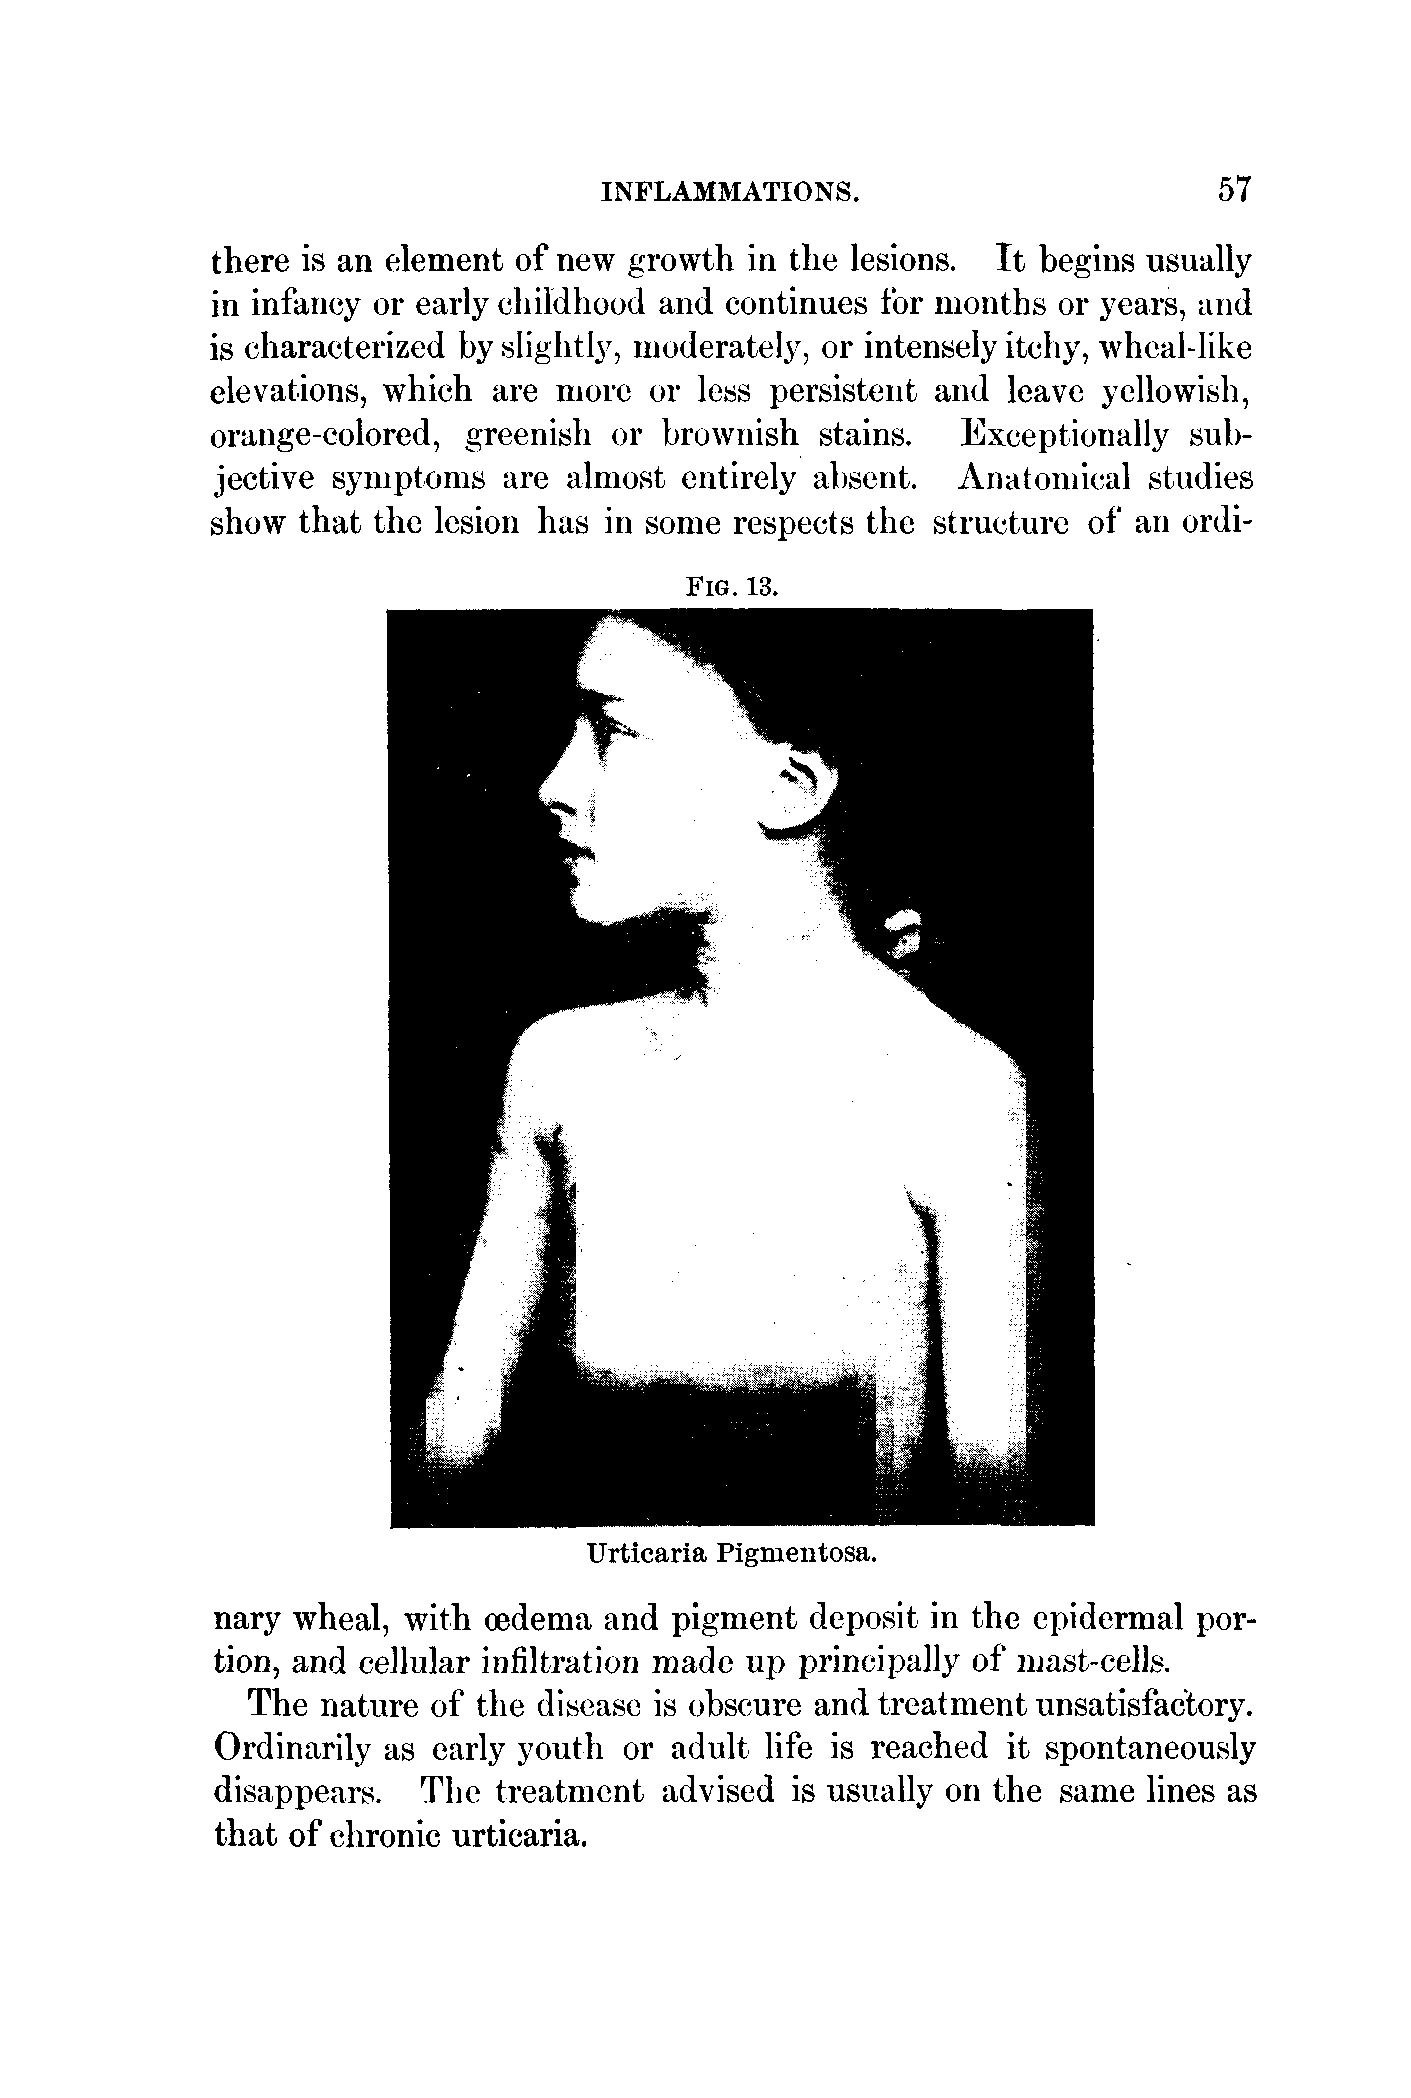 INFLAMMATIONS. 57
there is an element of new growth in the lesions. It begins usually
in infancy or early childhood and continues for months or years, and
is characterized by slightly, moderately, or intensely itchy, wheal-like
elevations, which are more or less persistent and leave yellowish,
orange-colored, greenish or brownish stains. Exceptionally sub-
jective symptoms are almost entirely absent. Anatomical studies
show that the lesion has in some respects the structure of an ordi-
FIG. 13.
Urticaria Pigmentosa.
nary wheal, with œdema and pigment deposit in the epidermal por-
tion, and cellular infiltration made up principally of mast-cells.
The nature of the disease is obscure and treatment unsatisfactory.
Ordinarily as early youth or adult life is reached it spontaneously
disappears. The treatment advised is usually on the same lines as
that of chronic urticaria.